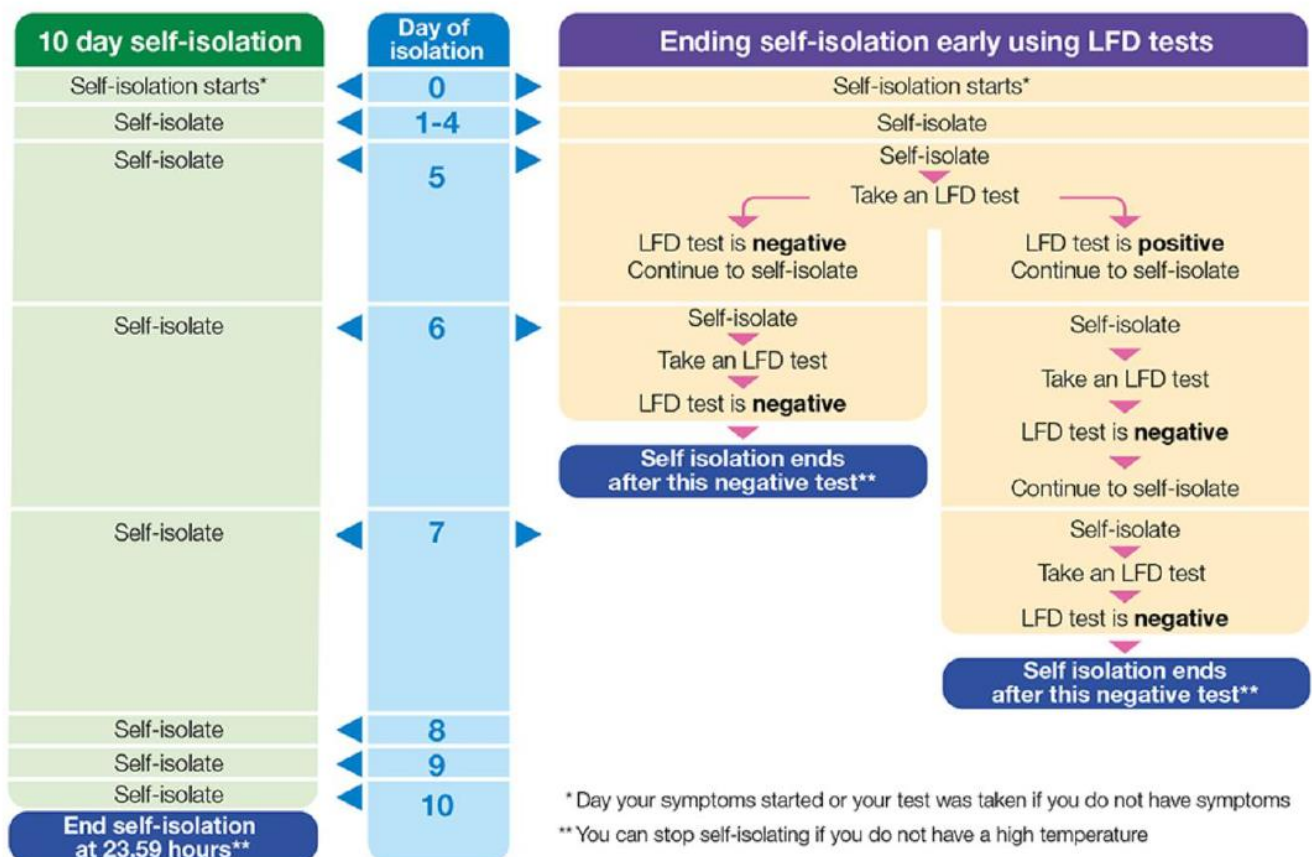 10 day self-isolation
Day of
isolation
Ending self-isolation early using LFD tests
Self-isolation starts*
0
Self-isolation starts*
Self-isolate
1-4
Self-isolate
Self-isolate
5
Self-isolate
Take an LFD test
LFD test is negative
Continue to self-isolate
LFD test is positive
Continue to self-isolate
Self-isolate
6
Self-isolate
Take an LFD test
LFD test is negative
Self isolation ends
after this negative test**
Self-isolate
Take an LFD test
LFD test is negative
Continue to self-isolate
Self-isolate
7
Self-isolate
Take an LFD test
LFD test is negative
Self isolation ends
after this negative test**
Self-isolate
8
Self-isolate
9
Self-isolate
10
End self-isolation
at 23.59 hours**
* Day your symptoms started or your test was taken if you do not have symptoms
** You can stop self-isolating if you do not have a high temperature